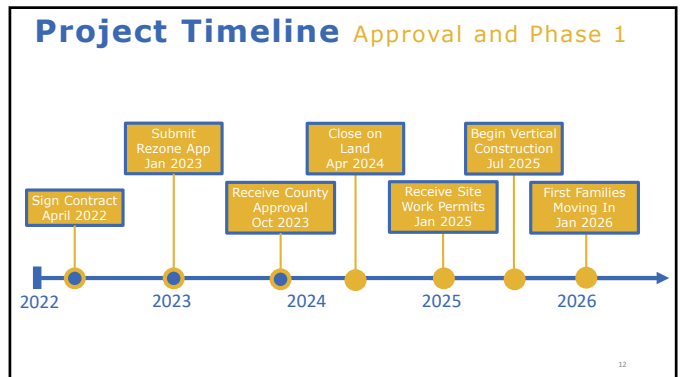 Project Timeline Approval and Phase 1
Submit
Rezone App
Jan 2023
Close on
Land
Apr 2024
Begin Vertical
Construction
Jul 2025
Sign Contract
April 2022
Receive County
Approval
Oct 2023
Receive Site
Work Permits
Jan 2025
First Families
Moving In
Jan 2026
2022
2023
2024
2025
2026
12